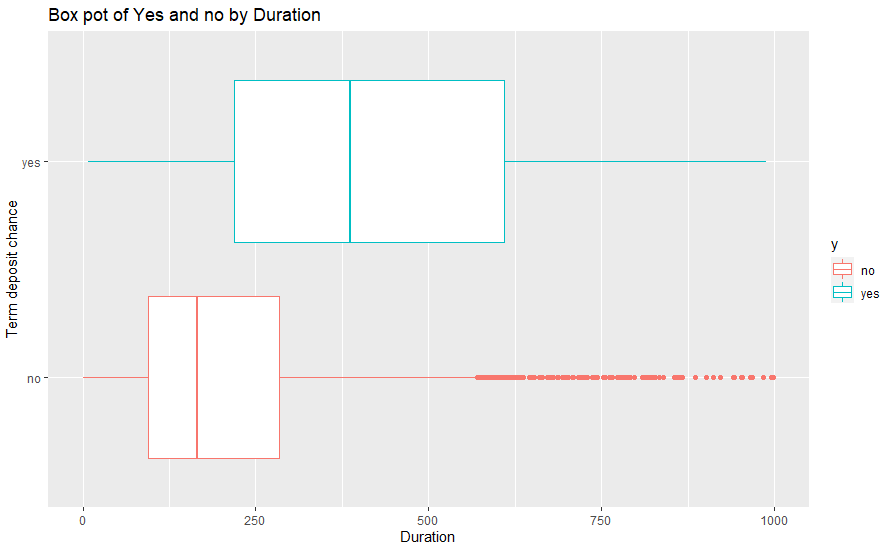 Box pot of Yes and no by Duration
Term deposit chance
yes
no
0
250
500
750
1000
Duration
y
no
yes